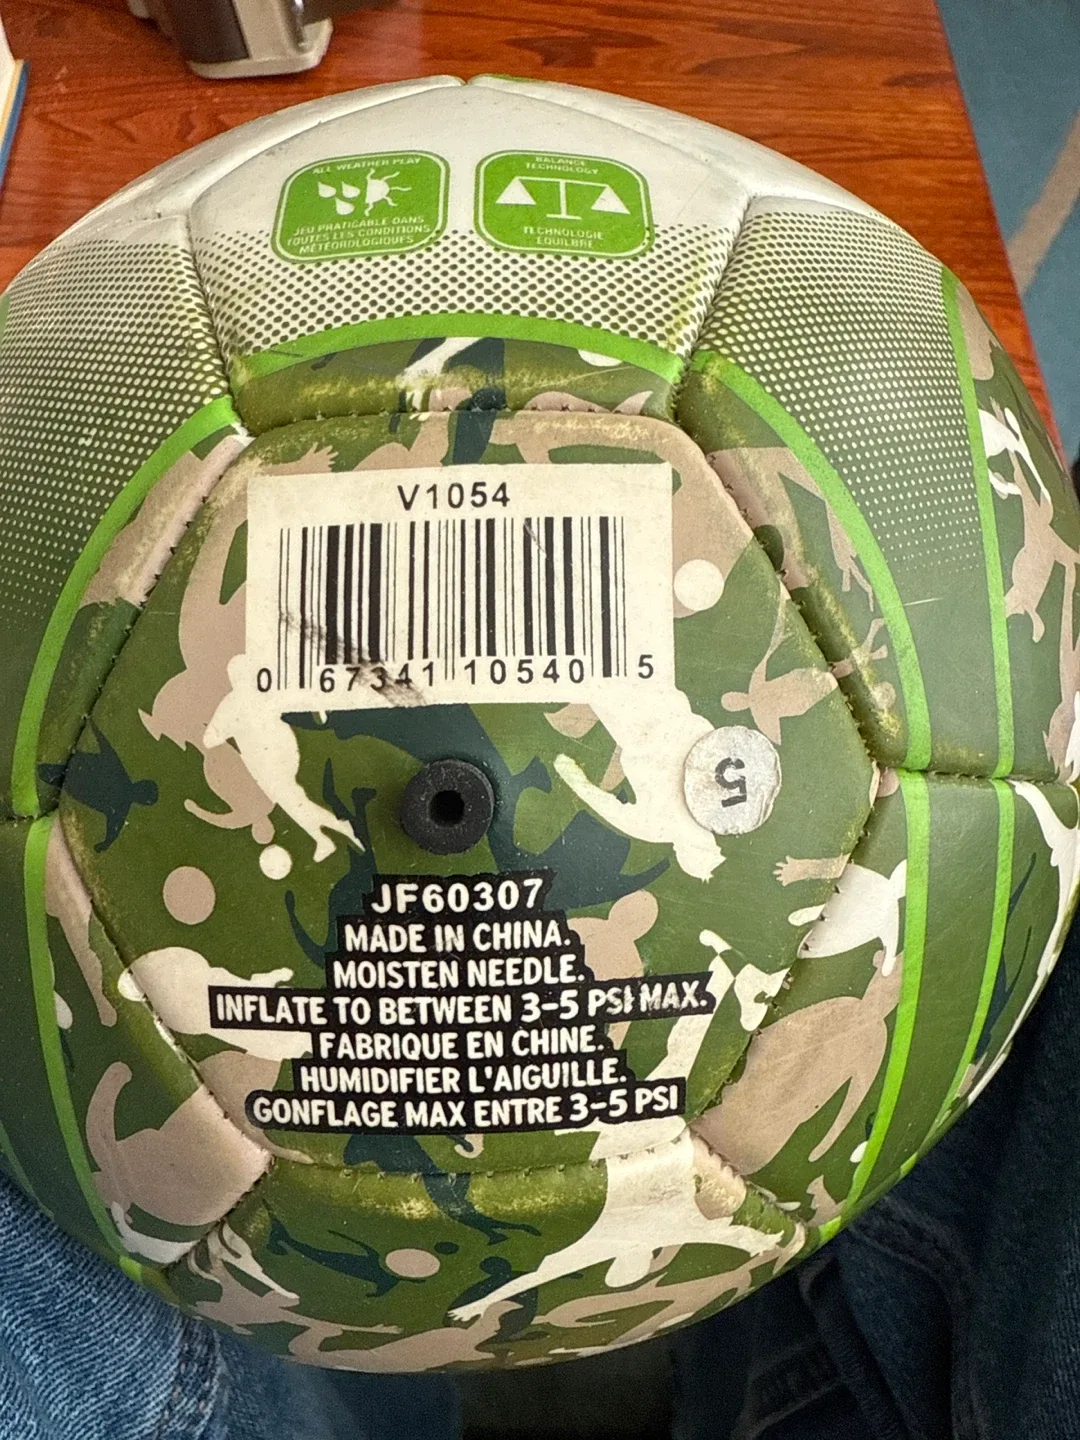 ALL WEATHER PLAY
JEU PRATICABLE DANS
TOUTES LES CONDITIONS
MÉTÉOROLOGIQUES
BALANCE
TECHNOLOGY
TECHNOLOGIE
EQUILBRE
V1054
0 67341 10540 5
5
JF60307
MADE IN CHINA.
MOISTEN NEEDLE.
INFLATE TO BETWEEN 3-5 PSI MAX.
FABRIQUE EN CHINE.
HUMIDIFIER L'AIGUILLE.
GONFLAGE MAX ENTRE 3-5 PSI